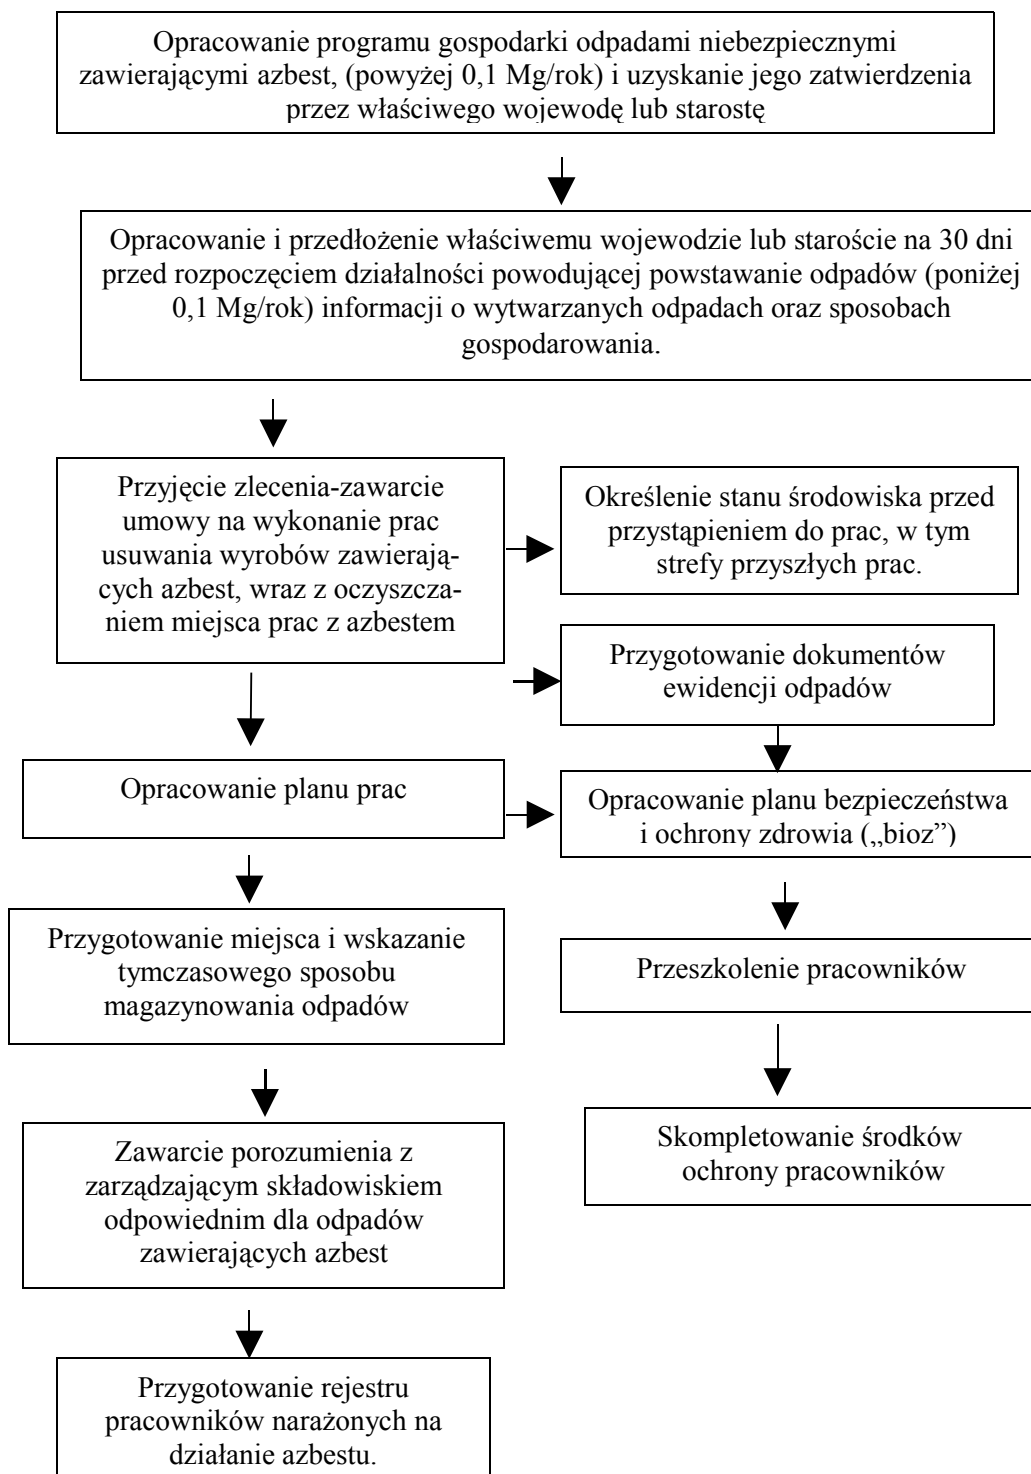 Opracowanie programu gospodarki odpadami niebezpiecznymi
zawierającymi azbest, (powyżej 0,1 Mg/rok) i uzyskanie jego zatwierdzenia
przez właściwego wojewodę lub starostę
Opracowanie i przedłożenie właściwemu wojewodzie lub staroście na 30 dni
przed rozpoczęciem działalności powodującej powstawanie odpadów (poniżej
0,1 Mg/rok) informacji o wytwarzanych odpadach oraz sposobach
gospodarowania.
Przyjęcie zlecenia-zawarcie
umowy na wykonanie prac
usuwania wyrobów zawierają-
cych azbest, wraz z oczyszcza-
niem miejsca prac z azbestem
Określenie stanu środowiska przed
przystąpieniem do prac, w tym
strefy przyszłych prac.
Przygotowanie dokumentów
ewidencji odpadów
Opracowanie planu prac
Opracowanie planu bezpieczeństwa
i ochrony zdrowia („bioz”)
Przygotowanie miejsca i wskazanie
tymczasowego sposobu
magazynowania odpadów
Przeszkolenie pracowników
Zawarcie porozumienia z
zarządzającym składowiskiem
odpowiednim dla odpadów
zawierających azbest
Skompletowanie środków
ochrony pracowników
Przygotowanie rejestru
pracowników narażonych na
działanie azbestu.